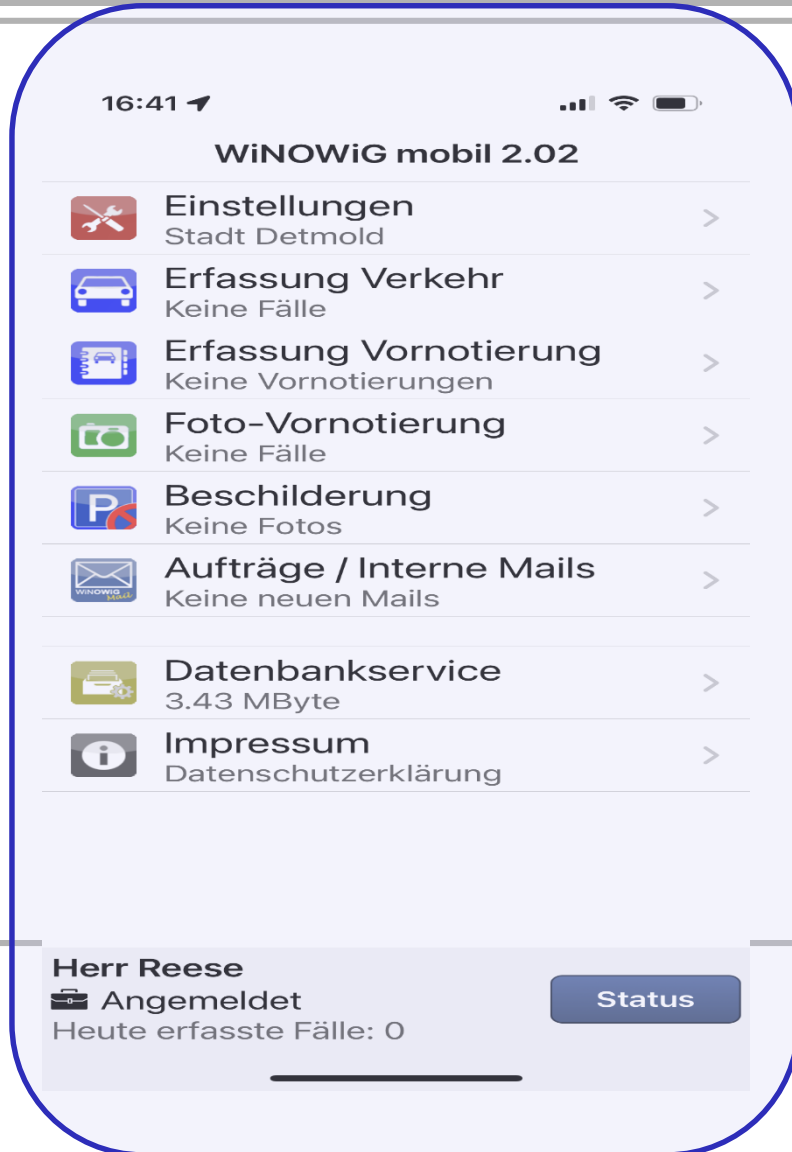 16:41
WiNOWiG mobil 2.02
Einstellungen
Stadt Detmold
Erfassung Verkehr
Keine Fälle
Erfassung Vornotierung
Keine Vornotierungen
Foto-Vornotierung
Keine Fälle
Beschilderung
Keine Fotos
Aufträge / Interne Mails
Keine neuen Mails
WiNOWiG
Mail
Datenbankservice
3.43 MByte
Impressum
Datenschutzerklärung
Herr Reese
Angemeldet
Status
Heute erfasste Fälle: 0